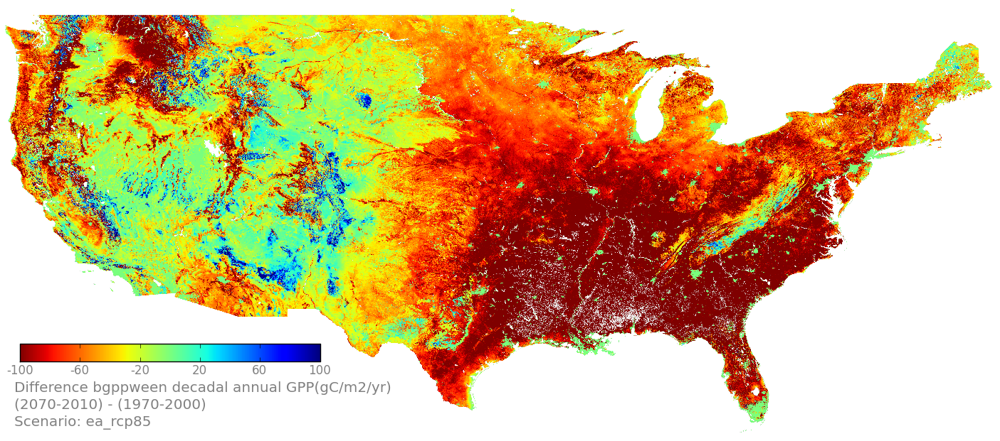 -100 -60 -20 20 60 100
Difference bgppween decadal annual GPP(gC/m2/yr)
(2070-2010) - (1970-2000)
Scenario: ea_rcp85